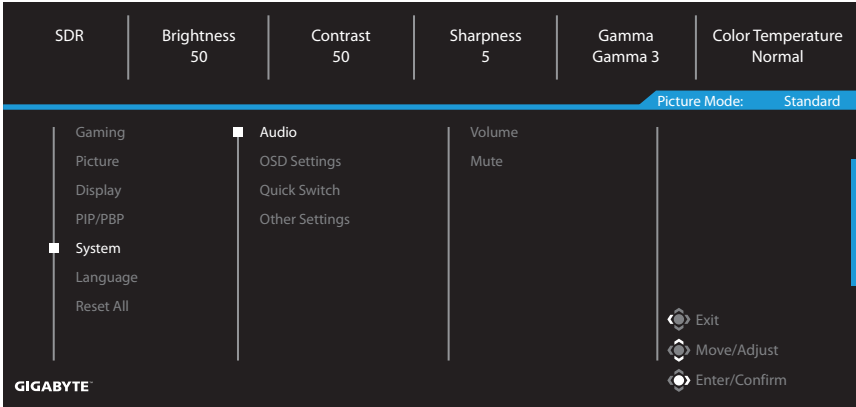 SDR
Brightness
50
Contrast
50
Sharpness
5
Gamma
Gamma 3
Color Temperature
Normal
Picture Mode: Standard
Gaming
Picture
Display
PIP/PBP
System
Language
Reset All
Audio
OSD Settings
Quick Switch
Other Settings
Volume
Mute
Exit
Move/Adjust
Enter/Confirm
GIGABYTE™